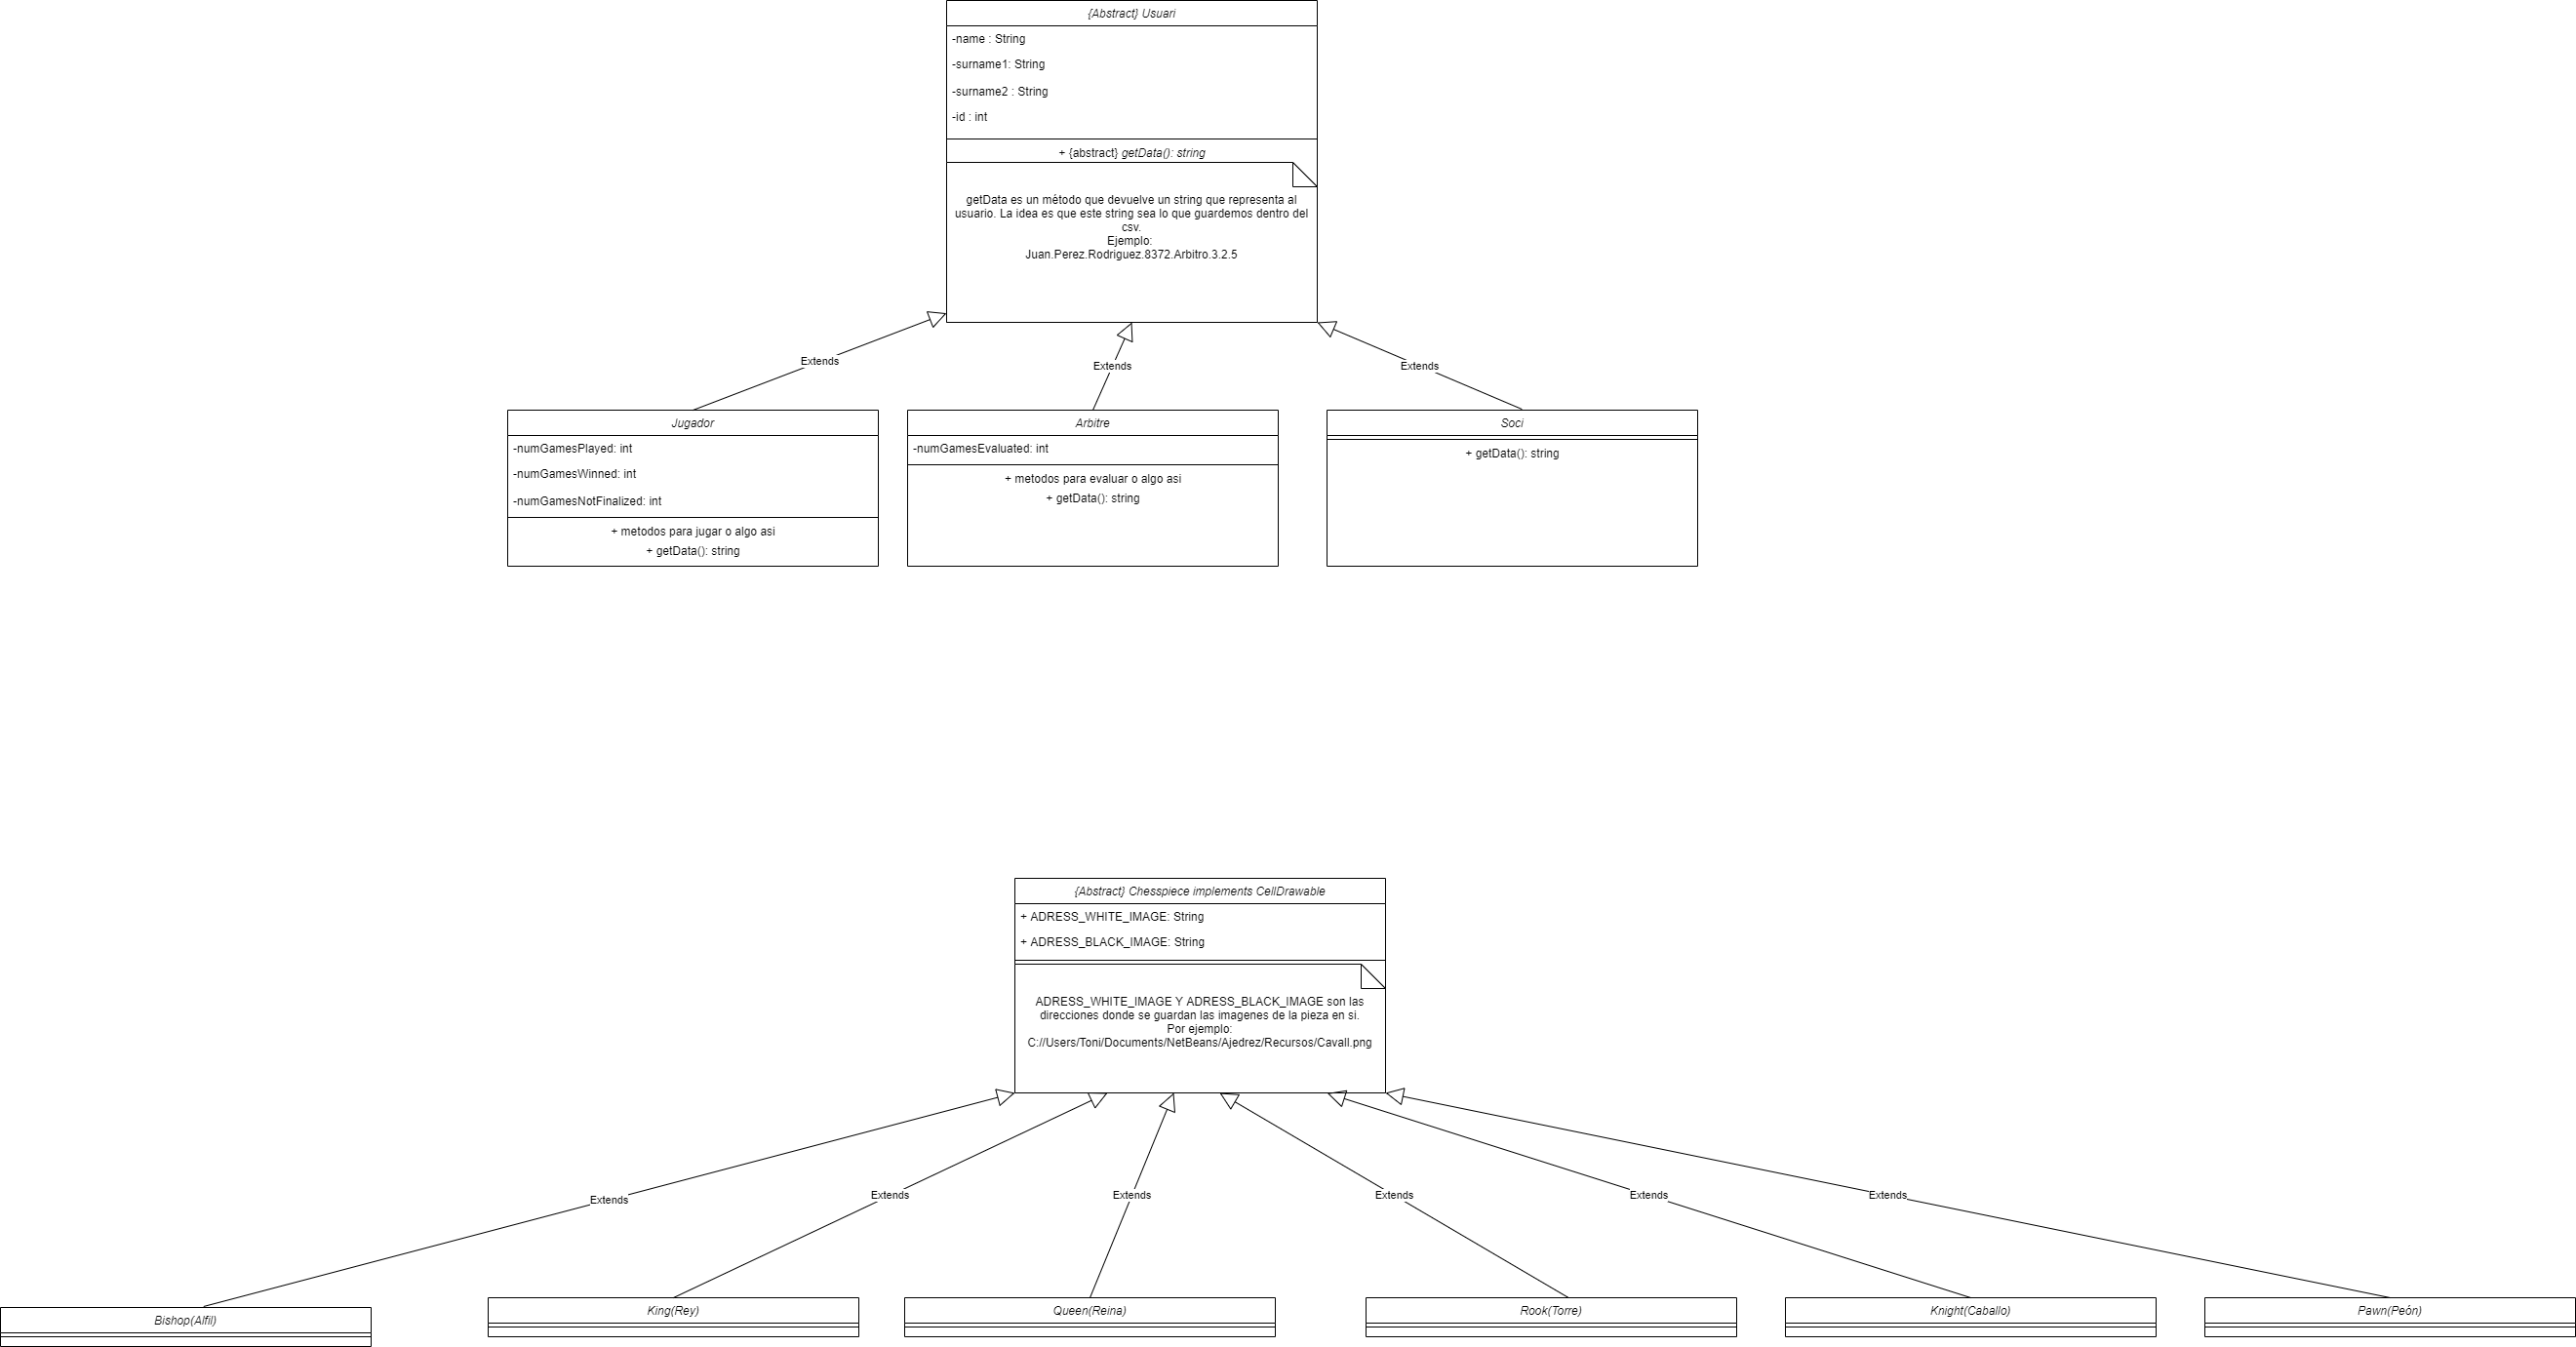 {Abstract} Usuari
-name : String
-surname1: String
-surname2 : String
-id : int
+ {abstract} getData(): string
getData es un método que devuelve un string que representa al
usuario. La idea es que este string sea lo que guardemos dentro del
csv.
Ejemplo:
Juan.Perez.Rodriguez.8372.Arbitro.3.2.5
Extends
Extends
Extends
Jugador
-numGamesPlayed: int
-numGamesWinned: int
-numGamesNotFinalized: int
+ metodos para jugar o algo asi
+ getData(): string
Arbitre
-numGamesEvaluated: int
+ metodos para evaluar o algo asi
+ getData(): string
Soci
+ getData(): string
{Abstract} Chesspiece implements CellDrawable
+ ADRESS_WHITE_IMAGE: String
+ ADRESS_BLACK_IMAGE: String
ADRESS_WHITE_IMAGE Y ADRESS_BLACK_IMAGE son las
direcciones donde se guardan las imagenes de la pieza en si.
Por ejemplo:
C://Users/Toni/Documents/NetBeans/Ajedrez/Recursos/Cavall.png
Extends
Extends
Extends
Extends
Extends
Extends
Bishop(Alfil)
King(Rey)
Queen(Reina)
Rook(Torre)
Knight(Caballo)
Pawn(Peón)